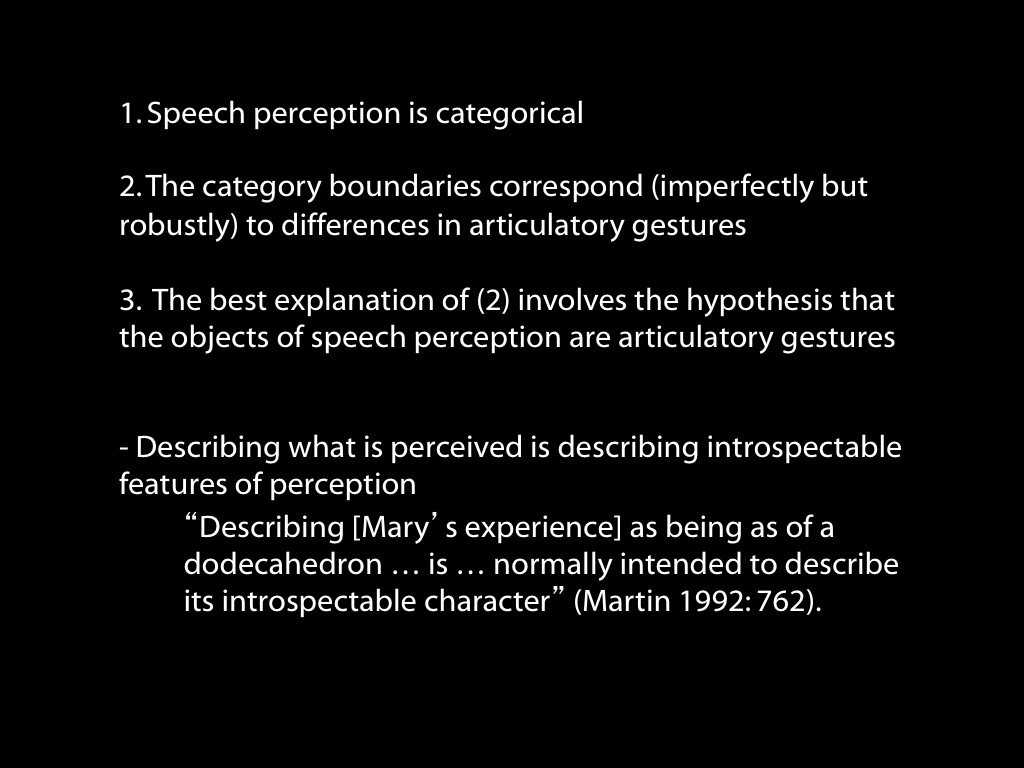 1. Speech perception is categorical
2. The category boundaries correspond (imperfectly but
robustly) to differences in articulatory gestures
3. The best explanation of (2) involves the hypothesis that
the objects of speech perception are articulatory gestures
- Describing what is perceived is describing introspectable
features of perception
“Describing [Mary’s experience] as being as of a
dodecahedron … is … normally intended to describe
its introspectable character” (Martin 1992: 762).